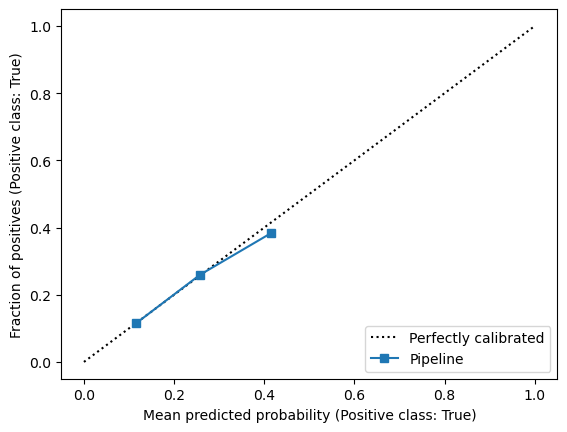 1.0
0.8
0.6
0.4
0.2
0.0
Fraction of positives (Positive class: True)
Perfectly calibrated
Pipeline
0.0 0.2 0.4 0.6 0.8 1.0
Mean predicted probability (Positive class: True)